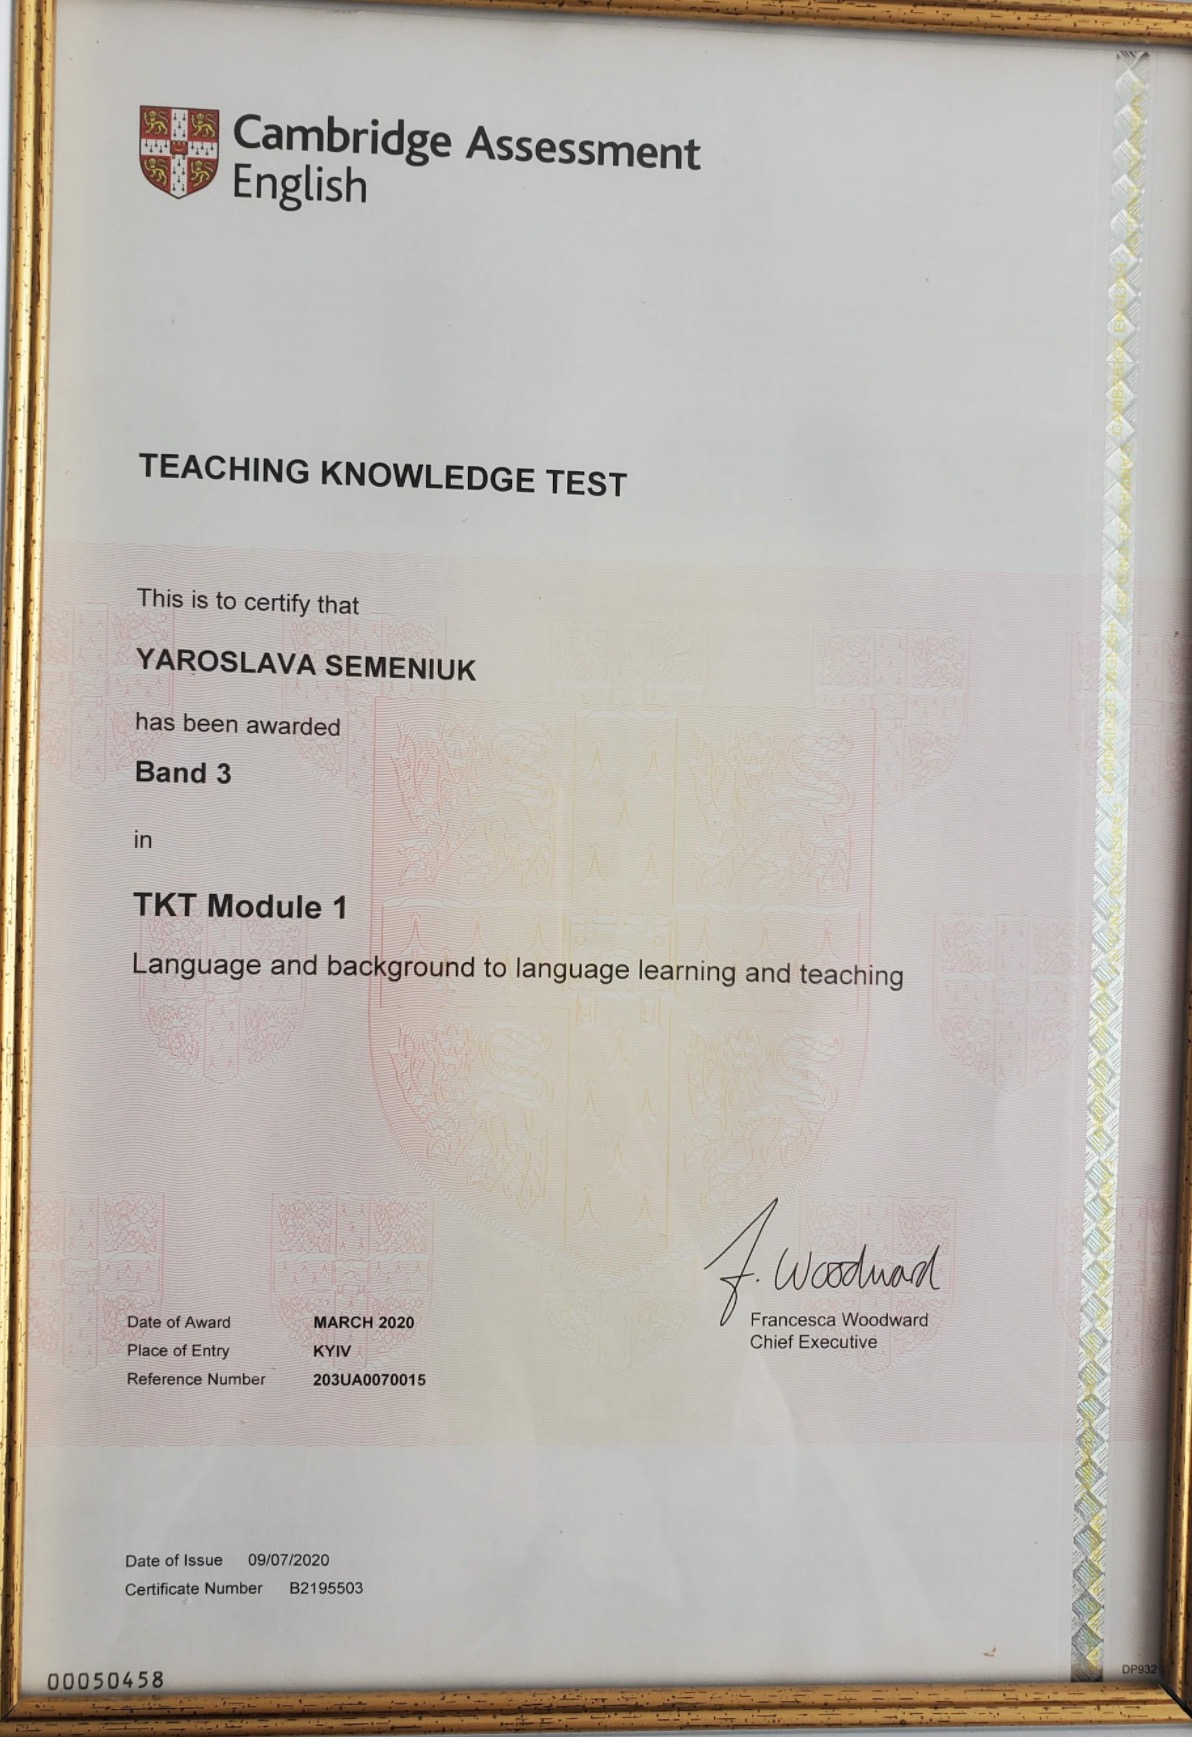 Cambridge Assessment
English
TEACHING KNOWLEDGE TEST
This is to certify that
YAROSLAVA SEMENIUK
has been awarded
Band 3
in
TKT Module 1
Language and background to language learning and teaching
F. Woodward
Francesca Woodward
Chief Executive
Date of Award MARCH 2020
Place of Entry KYIV
Reference Number 203UA0070015
Date of Issue 09/07/2020
Certificate Number B2195503
00050458
DP932